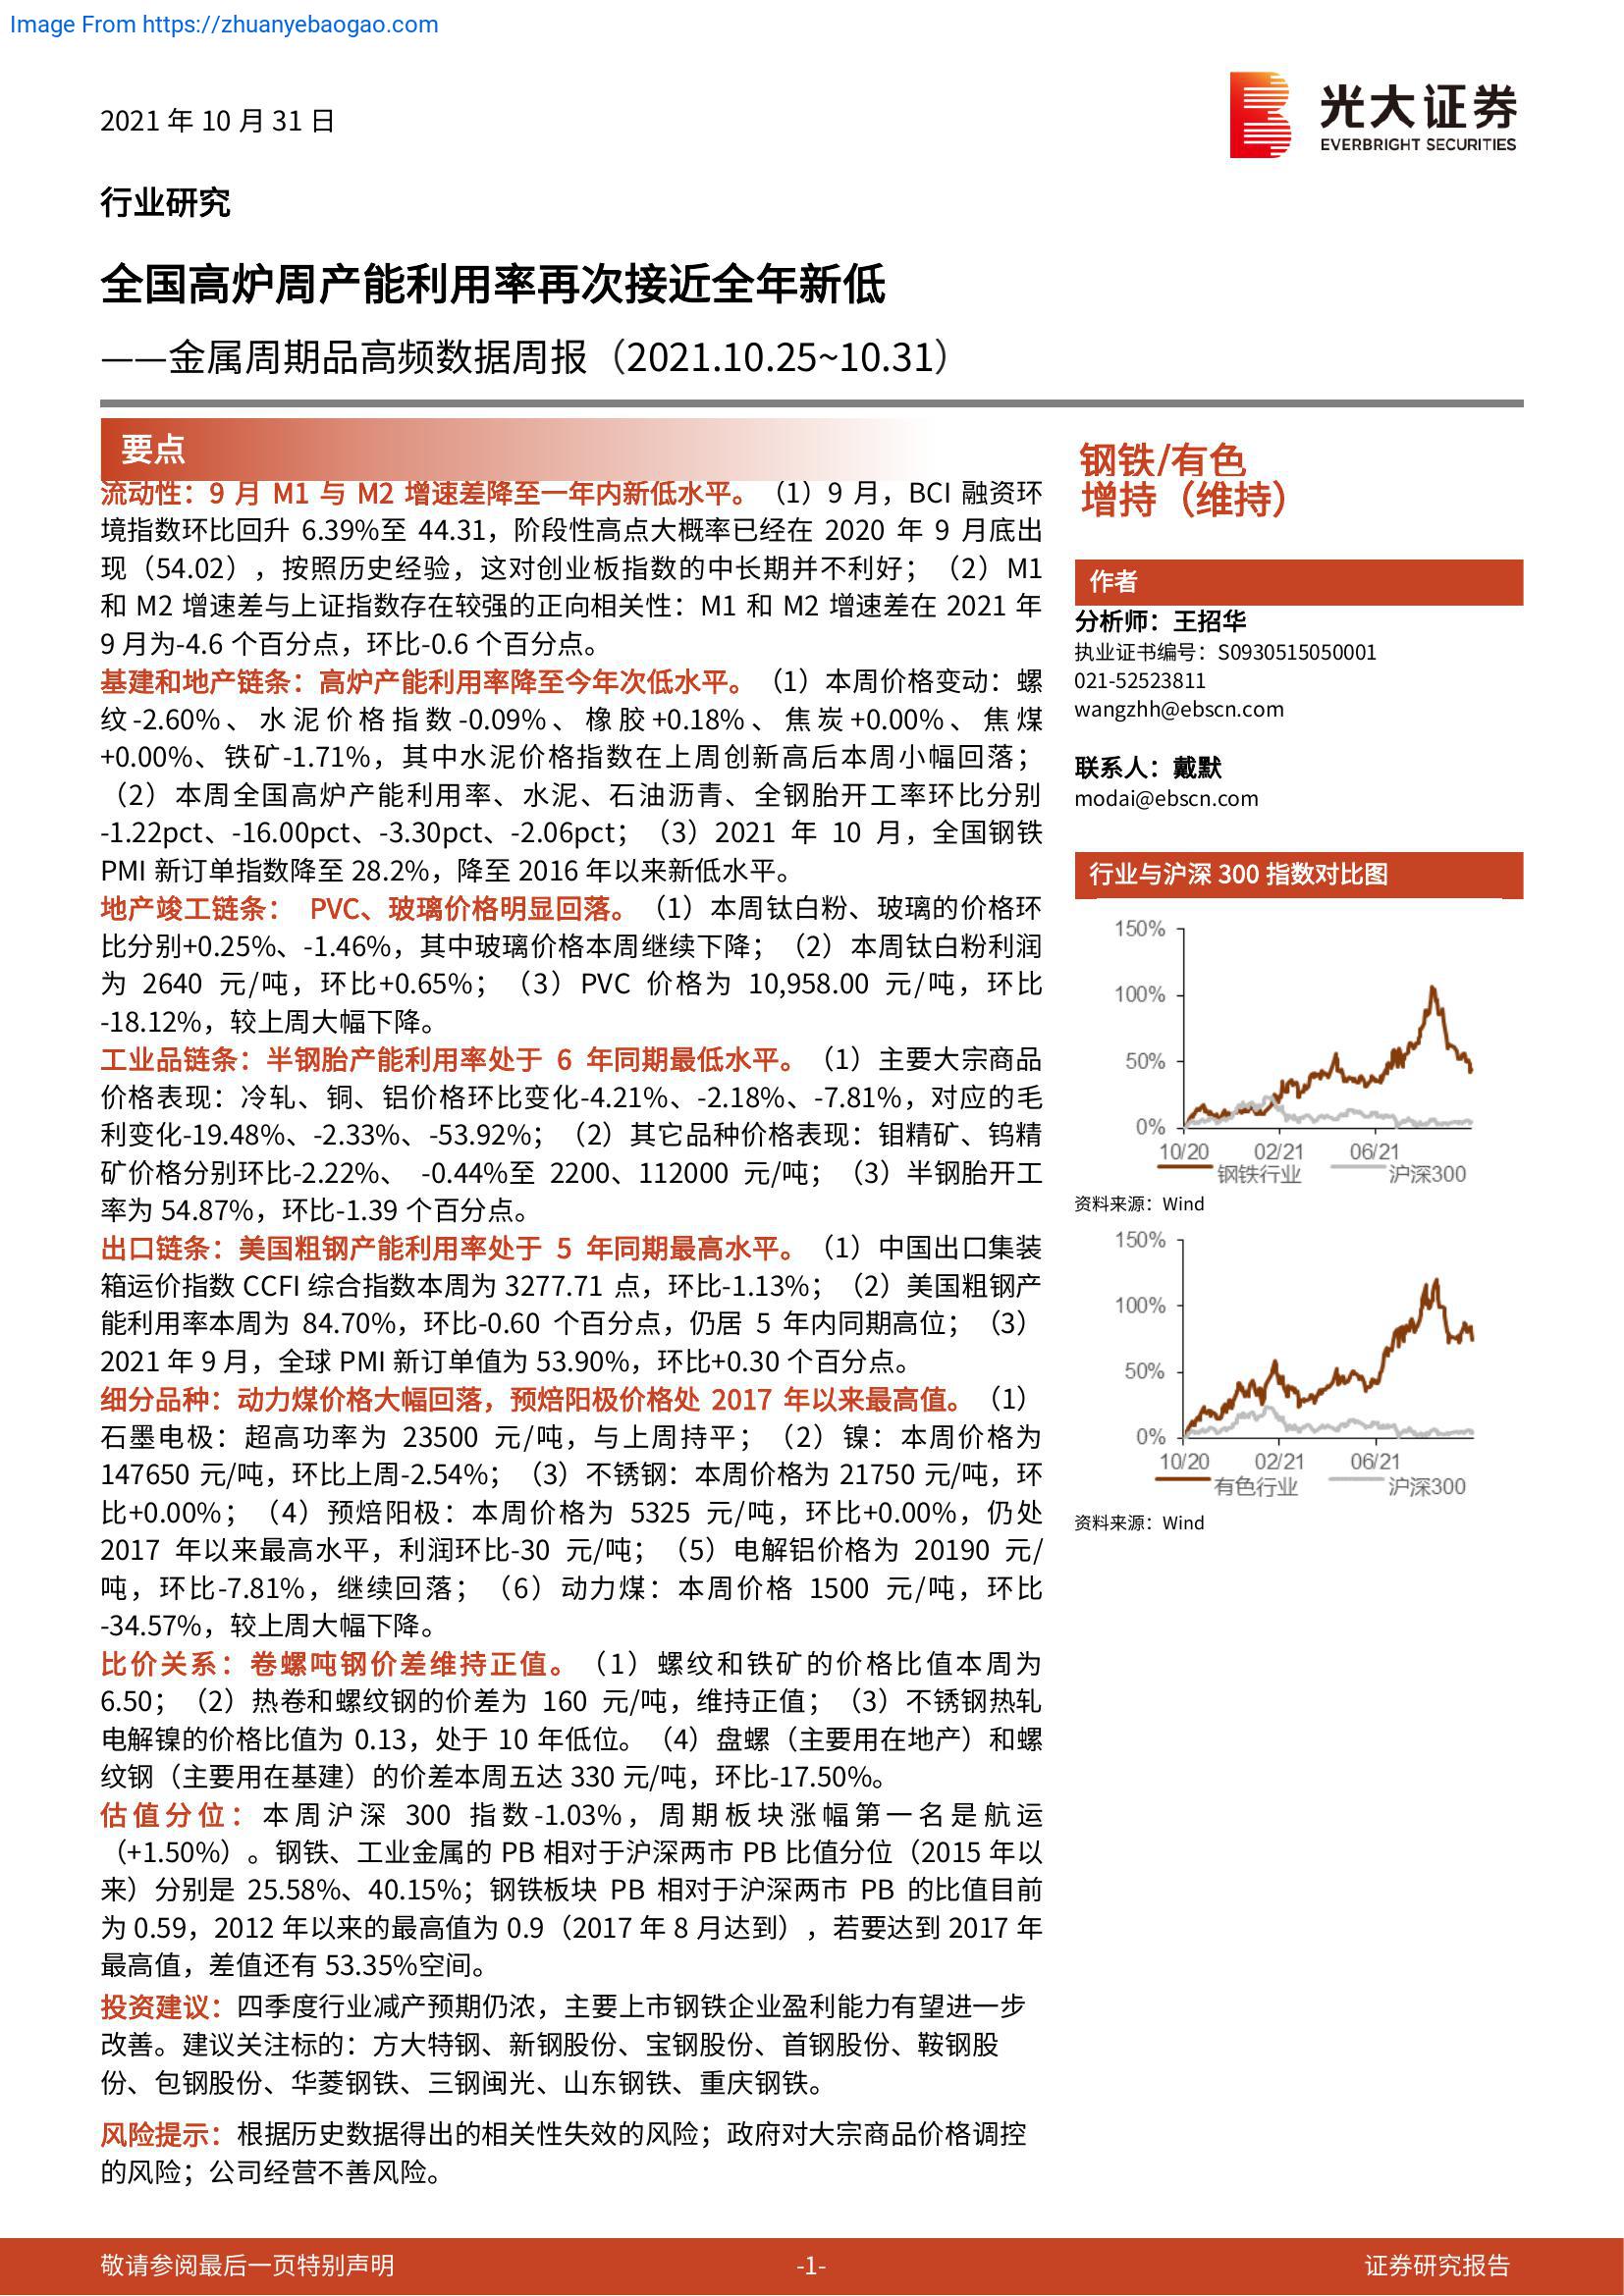 Image From https://zhuanyebaogao.com
2021 年 10 月 31 日
光大证券
EVERBRIGHT SECURITIES
行业研究
全国高炉周产能利用率再次接近全年新低
——金属周期品高频数据周报（2021.10.25~10.31）
要点
流动性：9 月 M1 与 M2 增速差降至一年内新低水平。（1）9 月，BCI 融资环
境指数环比回升 6.39%至 44.31，阶段性高点大概率已经在 2020 年 9 月底出
现（54.02），按照历史经验，这对创业板指数的中长期并不利好；（2）M1
和 M2 增速差与上证指数存在较强的正向相关性：M1 和 M2 增速差在 2021 年
9 月为-4.6 个百分点，环比-0.6 个百分点。
基建和地产链条：高炉产能利用率降至今年次低水平。（1）本周价格变动：螺
纹-2.60%、水泥价格指数-0.09%、橡胶+0.18%、焦炭+0.00%、焦煤
+0.00%、铁矿-1.71%，其中水泥价格指数在上周创新高后本周小幅回落；
（2）本周全国高炉产能利用率、水泥、石油沥青、全钢胎开工率环比分别
-1.22pct、-16.00pct、-3.30pct、-2.06pct；（3）2021 年 10 月，全国钢铁
PMI 新订单指数降至 28.2%，降至 2016 年以来新低水平。
地产竣工链条： PVC、玻璃价格明显回落。（1）本周钛白粉、玻璃的价格环
比分别+0.25%、-1.46%，其中玻璃价格本周继续下降；（2）本周钛白粉利润
为 2640 元/吨，环比+0.65%；（3）PVC 价格为 10,958.00 元/吨，环比
-18.12%，较上周大幅下降。
工业品链条：半钢胎产能利用率处于 6 年同期最低水平。（1）主要大宗商品
价格表现：冷轧、铜、铝价格环比变化-4.21%、-2.18%、-7.81%，对应的毛
利变化-19.48%、-2.33%、-53.92%；（2）其它品种价格表现：钼精矿、钨精
矿价格分别环比-2.22%、 -0.44%至 2200、112000 元/吨；（3）半钢胎开工
率为 54.87%，环比-1.39 个百分点。
出口链条：美国粗钢产能利用率处于 5 年同期最高水平。（1）中国出口集装
箱运价指数 CCFI 综合指数本周为 3277.71 点，环比-1.13%；（2）美国粗钢产
能利用率本周为 84.70%，环比-0.60 个百分点，仍居 5 年内同期高位；（3）
2021 年 9 月，全球 PMI 新订单值为 53.90%，环比+0.30 个百分点。
细分品种：动力煤价格大幅回落，预焙阳极价格处 2017 年以来最高值。（1）
石墨电极：超高功率为 23500 元/吨，与上周持平；（2）镍：本周价格为
147650 元/吨，环比上周-2.54%；（3）不锈钢：本周价格为 21750 元/吨，环
比+0.00%；（4）预焙阳极：本周价格为 5325 元/吨，环比+0.00%，仍处
2017 年以来最高水平，利润环比-30 元/吨；（5）电解铝价格为 20190 元/
吨，环比-7.81%，继续回落；（6）动力煤：本周价格 1500 元/吨，环比
-34.57%，较上周大幅下降。
比价关系：卷螺吨钢价差维持正值。（1）螺纹和铁矿的价格比值本周为
6.50；（2）热卷和螺纹钢的价差为 160 元/吨，维持正值；（3）不锈钢热轧
电解镍的价格比值为 0.13，处于 10 年低位。（4）盘螺（主要用在地产）和螺
纹钢（主要用在基建）的价差本周五达 330 元/吨，环比-17.50%。
估值分位：本周沪深 300 指数-1.03%，周期板块涨幅第一名是航运
（+1.50%）。钢铁、工业金属的 PB 相对于沪深两市 PB 比值分位（2015 年以
来）分别是 25.58%、40.15%；钢铁板块 PB 相对于沪深两市 PB 的比值目前
为 0.59，2012 年以来的最高值为 0.9（2017 年 8 月达到），若要达到 2017 年
最高值，差值还有 53.35%空间。
投资建议：四季度行业减产预期仍浓，主要上市钢铁企业盈利能力有望进一步
改善。建议关注标的：方大特钢、新钢股份、宝钢股份、首钢股份、鞍钢股
份、包钢股份、华菱钢铁、三钢闽光、山东钢铁、重庆钢铁。
风险提示：根据历史数据得出的相关性失效的风险；政府对大宗商品价格调控
的风险；公司经营不善风险。
钢铁/有色
增持（维持）
作者
分析师：王招华
执业证书编号：S0930515050001
021-52523811
wangzhh@ebscn.com
联系人：戴默
modai@ebscn.com
行业与沪深 300 指数对比图
150%
100%
50%
0%
10/20 02/21 06/21
钢铁行业 沪深300
资料来源：Wind
150%
100%
50%
0%
10/20 02/21 06/21
有色行业 沪深300
资料来源：Wind
敬请参阅最后一页特别声明 -1- 证券研究报告